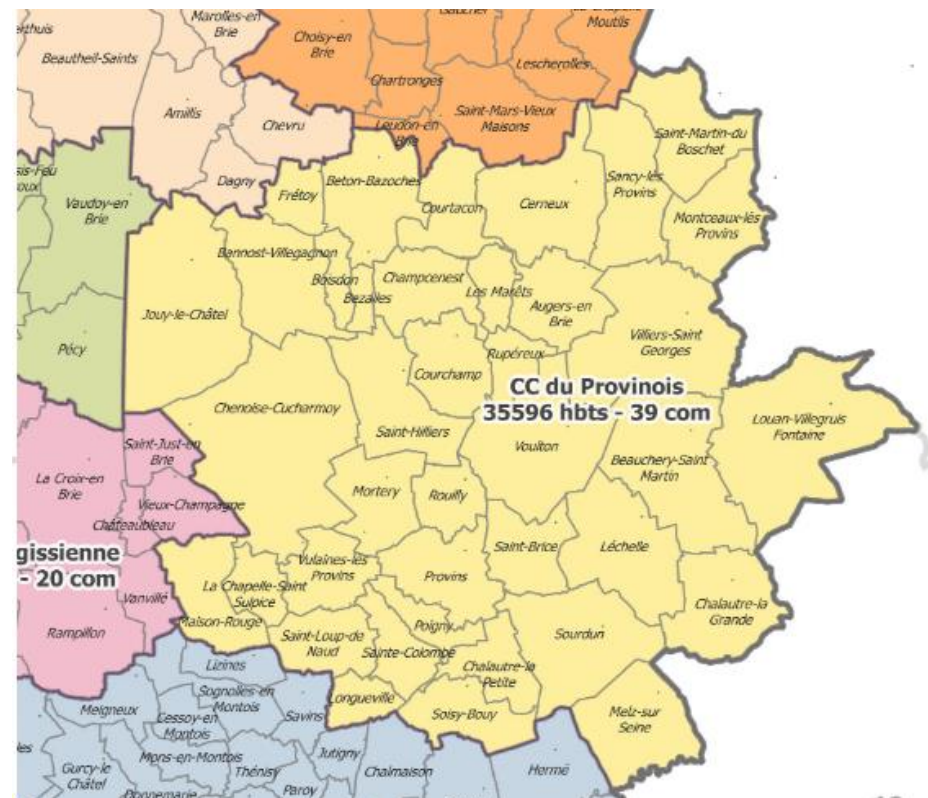 Marolles-en
Brie
Choisy-en
Brie
Moutils
Beautheil-Saints
Lescherolles
Chartronges
Amillis
Chevru
Saint-Mars-Vieux
Maisons
Leudon-en
Brie
Saint-Martin-du
Boschet
Dagny
Frétoy
Beton-Bazoches
Sancy-lès
Provins
Vaudoy-en
Brie
Courtacon
Cerneux
Montceaux-lès
Provins
Bannost-Villegagnon
Boisdon
Bezalles
Champcenest
Les Marêts
Augers-en
Brie
Jouy-le-Châtel
Villiers-Saint
Georges
Pécy
Rupéreux
Courchamp
CC du Provinois
35596 hbts - 39 com
Chenoise-Cucharmoy
Saint-Hilliers
Voulton
Louan-Villegruis
Fontaine
Saint-Just-en
Brie
Beauchery-Saint
Martin
La Croix-en
Brie
Mortery
Rouilly
Vieux-Champagne
Châteaubleau
gissienne
- 20 com
Saint-Brice
Léchelle
Vulaines-lès
Provins
Provins
La Chapelle-Saint
Sulpice
Vanvillé
Chalautre-la
Grande
Rampillon
Maison-Rouge
Poigny
Saint-Loup-de
Naud
Sainte-Colombe
Sourdun
Chalautre-la
Petite
Lizines
Sognolles-en
Montois
Longueville
Soisy-Bouy
Melz-sur
Seine
Meigneux
Cessoy-en
Montois
Savins
Mons-en-Montois
Jutigny
Gurcy-le
Châtel
Thénisy
Chalmaison
Hermé
Paroy